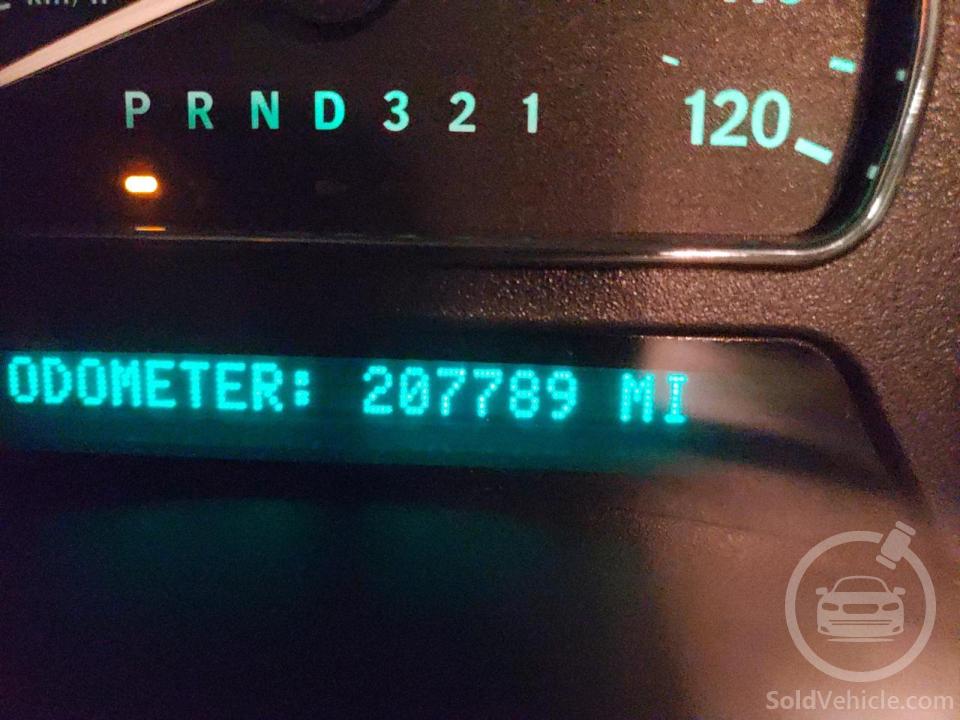 P R N D 3 2 1
120
ODOMETER: 207789 MI
SoldVehicle.com